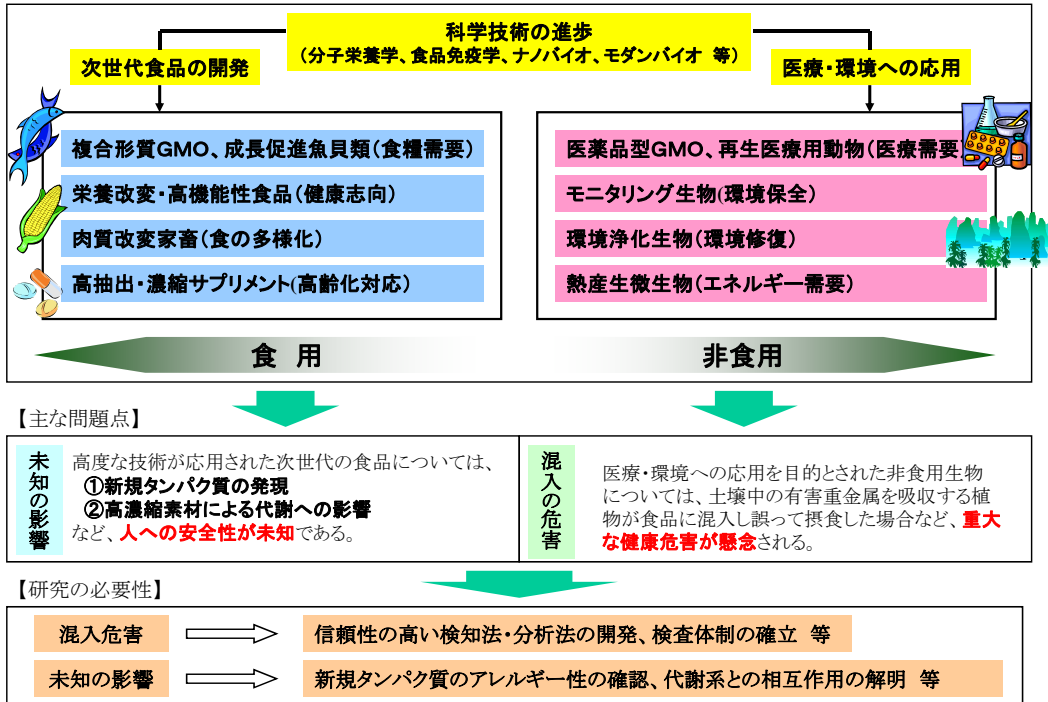 科学技術の進歩
(分子栄養学、食品免疫学、ナノバイオ、モダンバイオ 等)
次世代食品の開発
医療・環境への応用
複合形質GMO、成長促進魚貝類(食糧需要)
栄養改変・高機能性食品(健康志向)
肉質改変家畜(食の多様化)
高抽出・濃縮サプリメント(高齢化対応)
医薬品型GMO、再生医療用動物(医療需要)
モニタリング生物(環境保全)
環境浄化生物(環境修復)
熱産生微生物(エネルギー需要)
食 用
非食用
【主な問題点】
未知の影響
高度な技術が応用された次世代の食品については、
①新規タンパク質の発現
②高濃縮素材による代謝への影響
など、人への安全性が未知である。
混入の危害
医療・環境への応用を目的とされた非食用生物
については、土壌中の有害重金属を吸収する植
物が食品に混入し誤って摂食した場合など、重大
な健康危害が懸念される。
【研究の必要性】
混入危害
信頼性の高い検知法・分析法の開発、検査体制の確立 等
未知の影響
新規タンパク質のアレルギー性の確認、代謝系との相互作用の解明 等